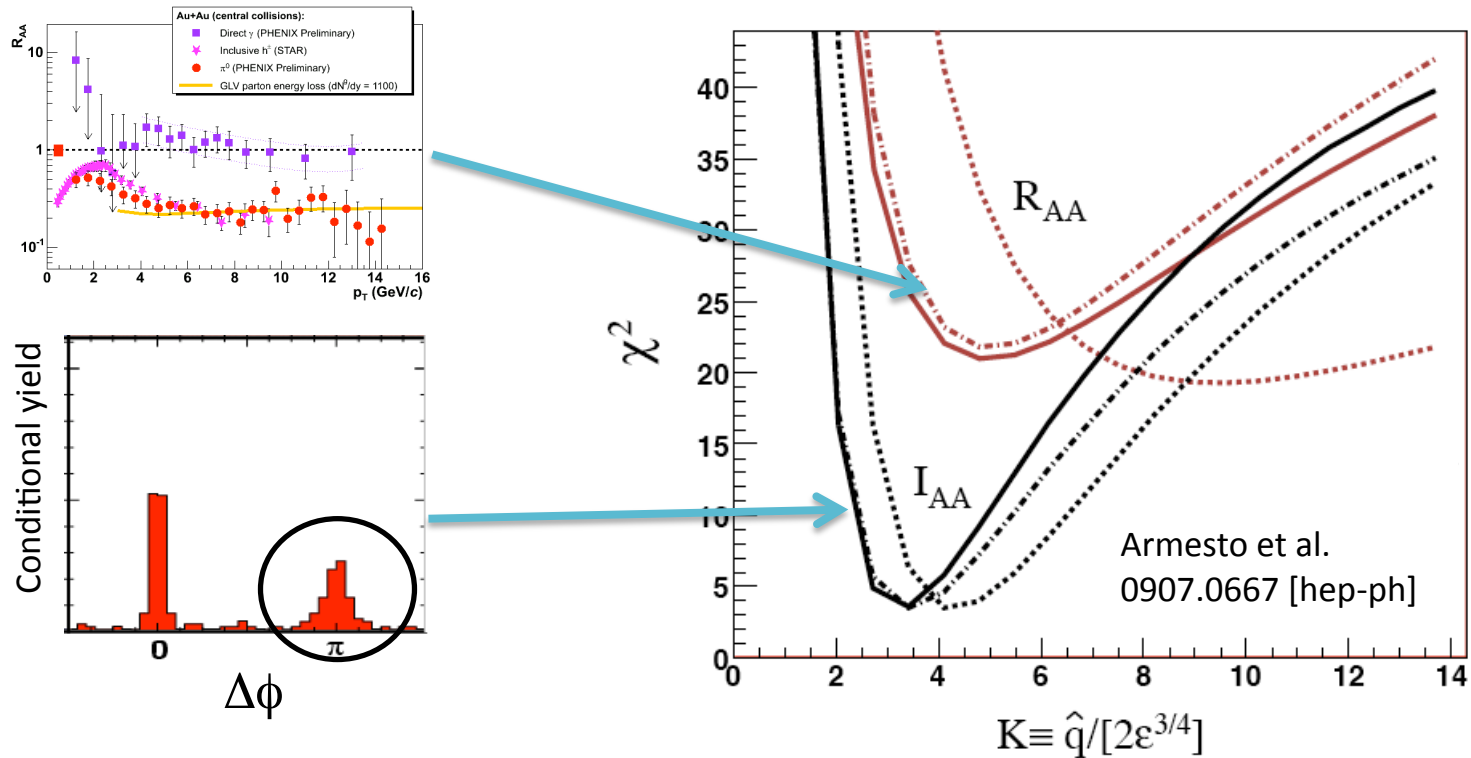 Au+Au (central collisions):
Direct γ (PHENIX Preliminary)
Inclusive h± (STAR)
π⁰ (PHENIX Preliminary)
GLV parton energy loss (dNᵍ/dy = 1100)
R_AA
10
1
10⁻¹
0 2 4 6 8 10 12 14 16
p_T (GeV/c)
Conditional yield
0 π
Δϕ
χ²
40
35
30
25
20
15
10
5
0
R_AA
I_AA
Armesto et al.
0907.0667 [hep-ph]
0 2 4 6 8 10 12 14
K≡ q̂/[2ε^{3/4}]